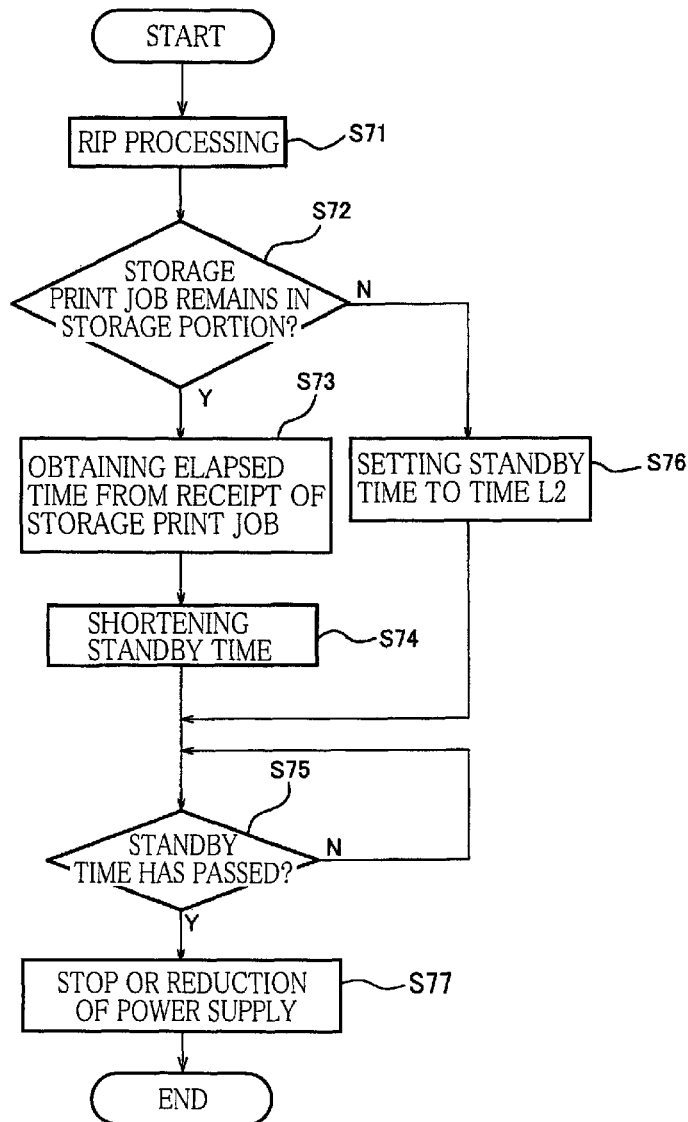 START
RIP PROCESSING
S71
S72
STORAGE
PRINT JOB REMAINS IN
STORAGE PORTION?
N
Y
S73
OBTAINING ELAPSED
TIME FROM RECEIPT OF
STORAGE PRINT JOB
SETTING STANDBY
TIME TO TIME L2
S76
SHORTENING
STANDBY TIME
S74
S75
STANDBY
TIME HAS PASSED?
N
Y
STOP OR REDUCTION
OF POWER SUPPLY
S77
END